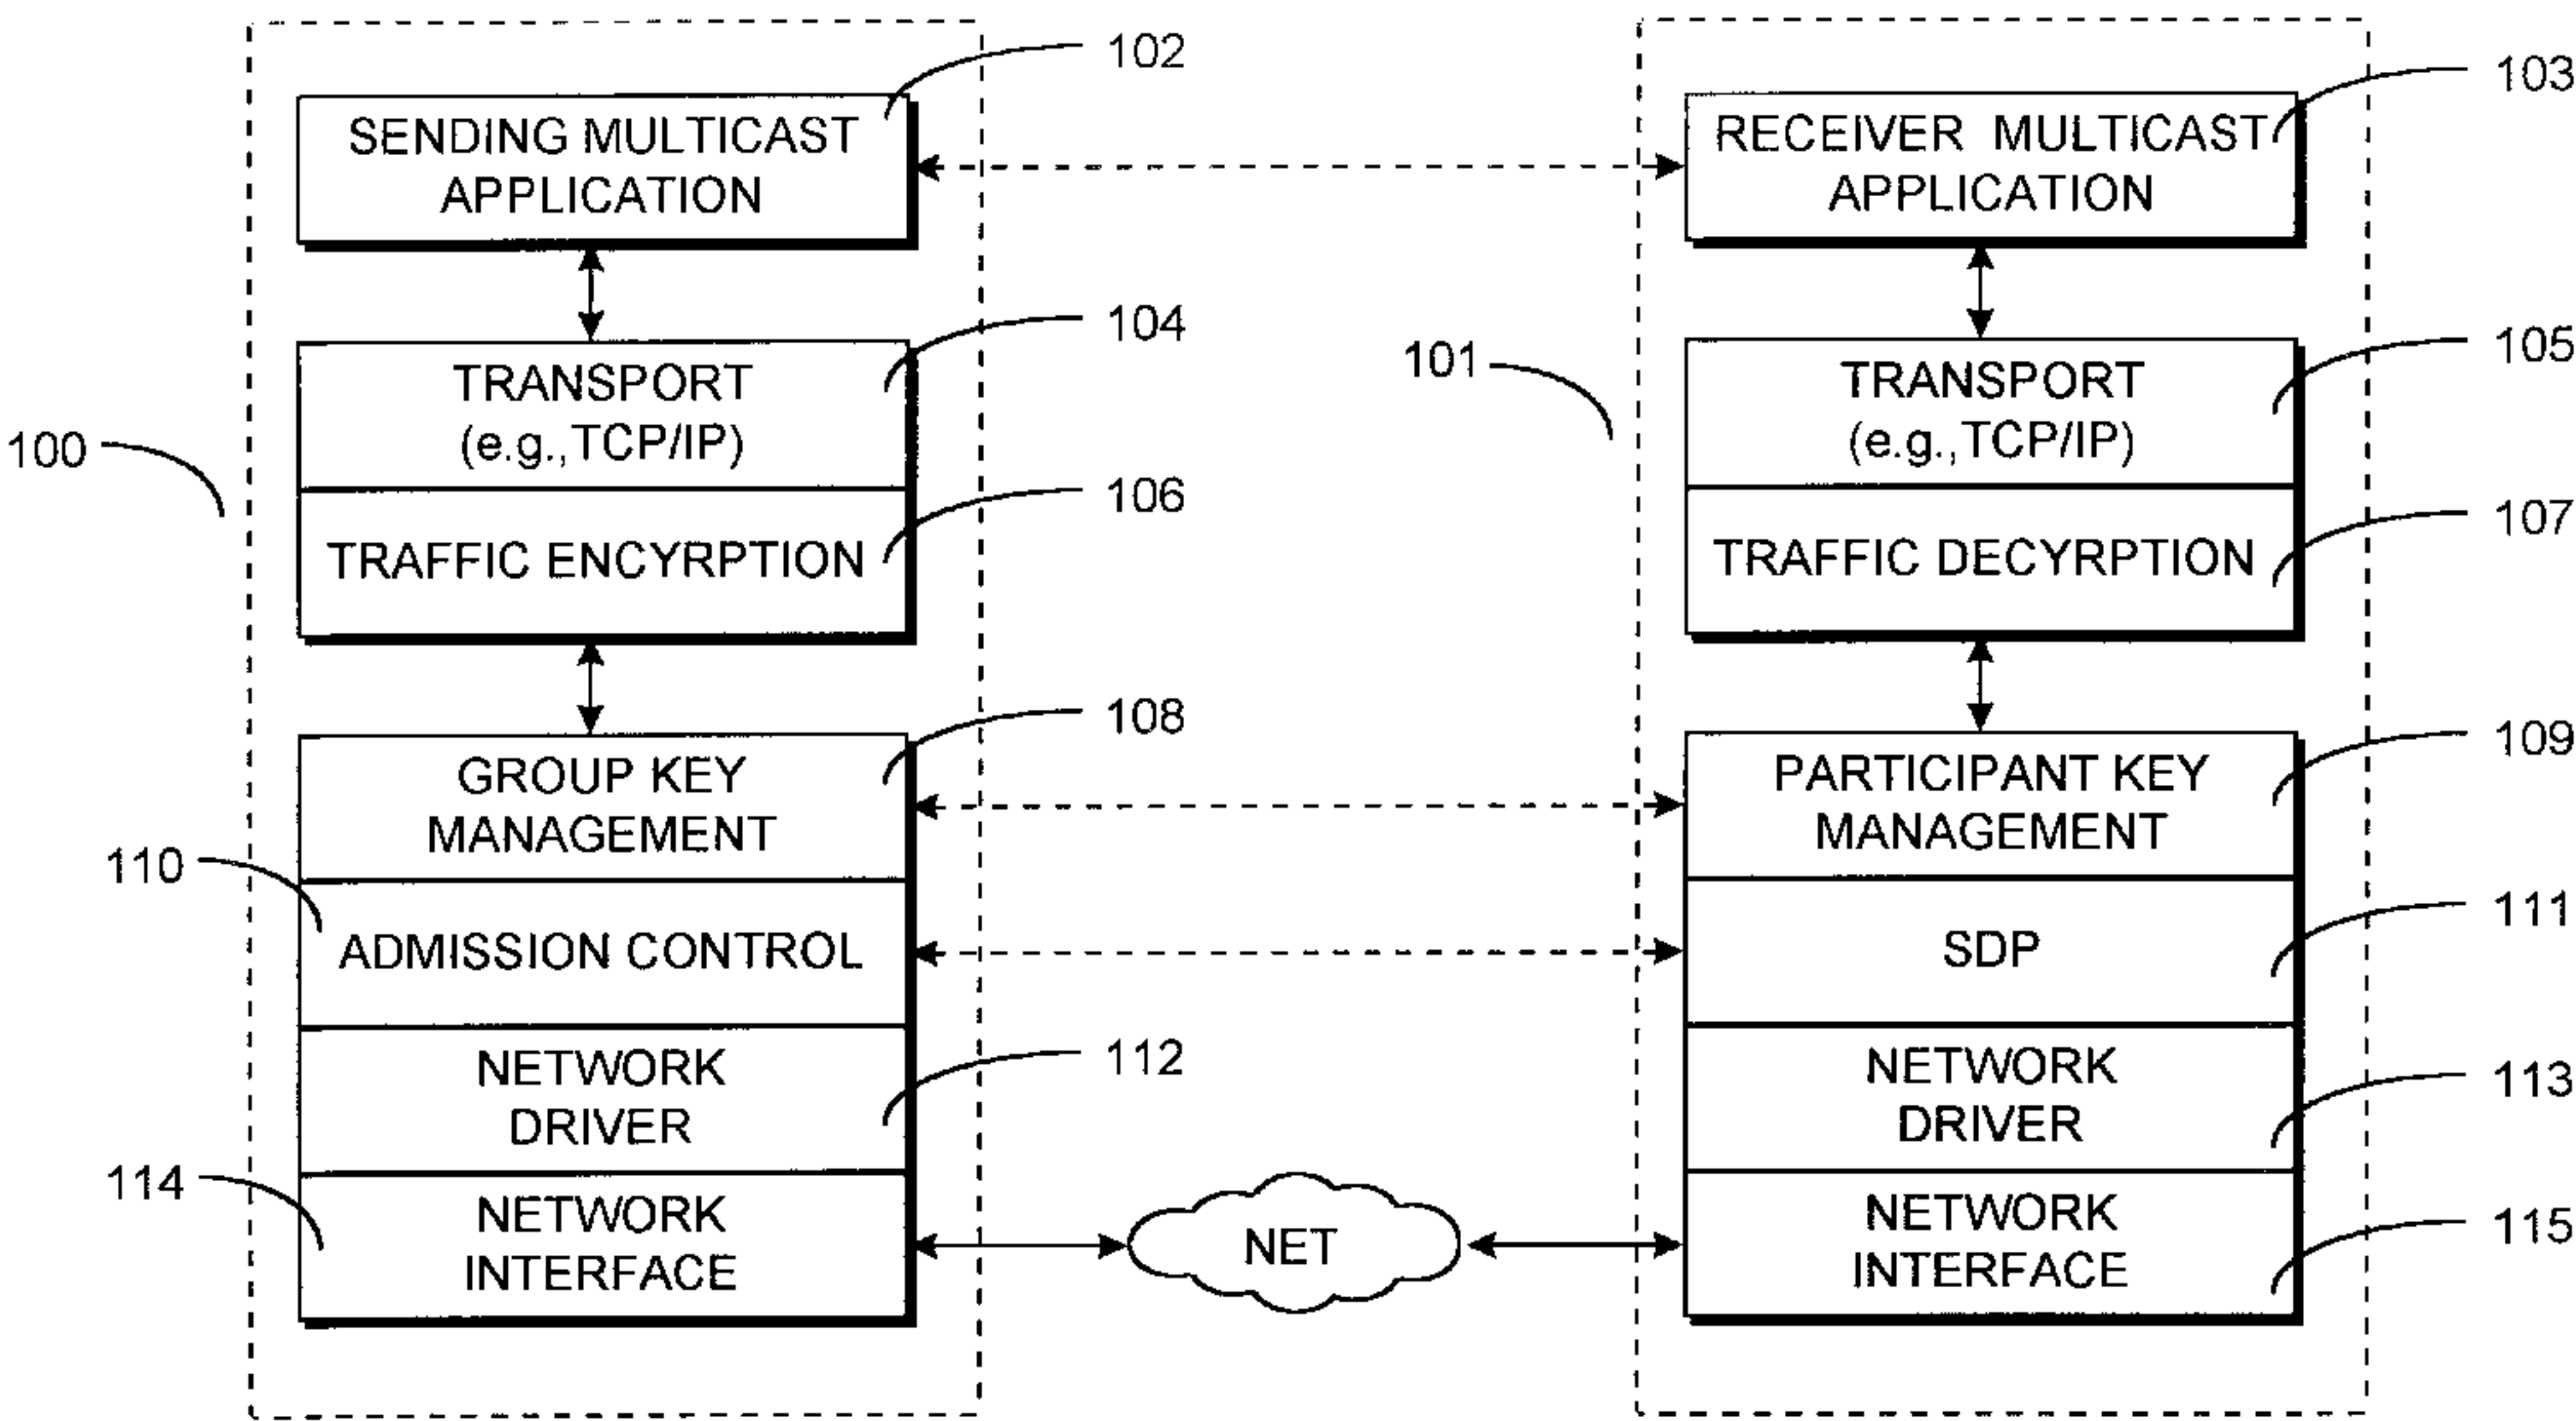 102
SENDING MULTICAST
APPLICATION
104
TRANSPORT
(e.g., TCP/IP)
100
106
TRAFFIC ENCYRPTION
108
GROUP KEY
MANAGEMENT
110
ADMISSION CONTROL
NETWORK
DRIVER
112
114
NETWORK
INTERFACE
NET
103
RECEIVER MULTICAST
APPLICATION
101
105
TRANSPORT
(e.g., TCP/IP)
107
TRAFFIC DECYRPTION
109
PARTICIPANT KEY
MANAGEMENT
111
SDP
NETWORK
DRIVER
113
NETWORK
INTERFACE
115